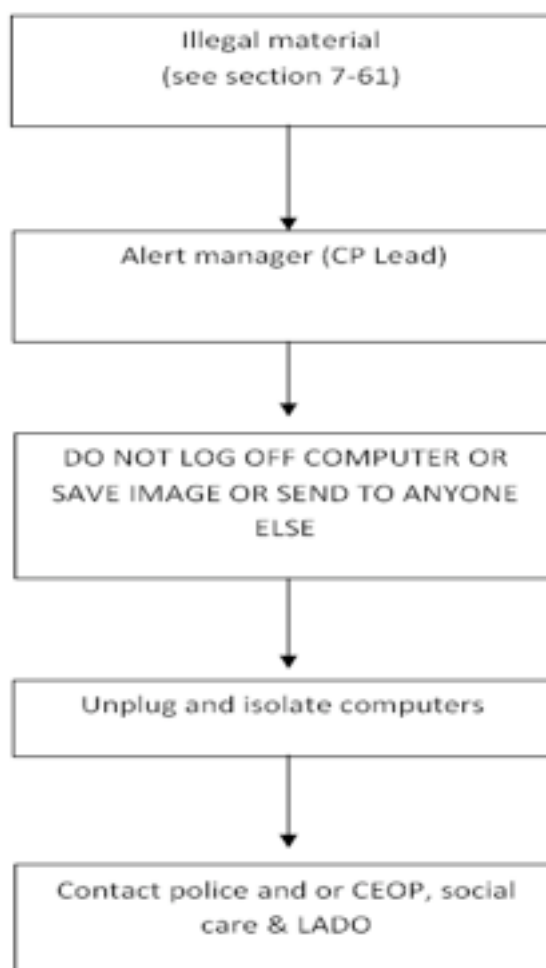 Illegal material
(see section 7-61)
Alert manager (CP Lead)
DO NOT LOG OFF COMPUTER OR
SAVE IMAGE OR SEND TO ANYONE
ELSE
Unplug and isolate computers
Contact police and or CEOP, social
care & LADO